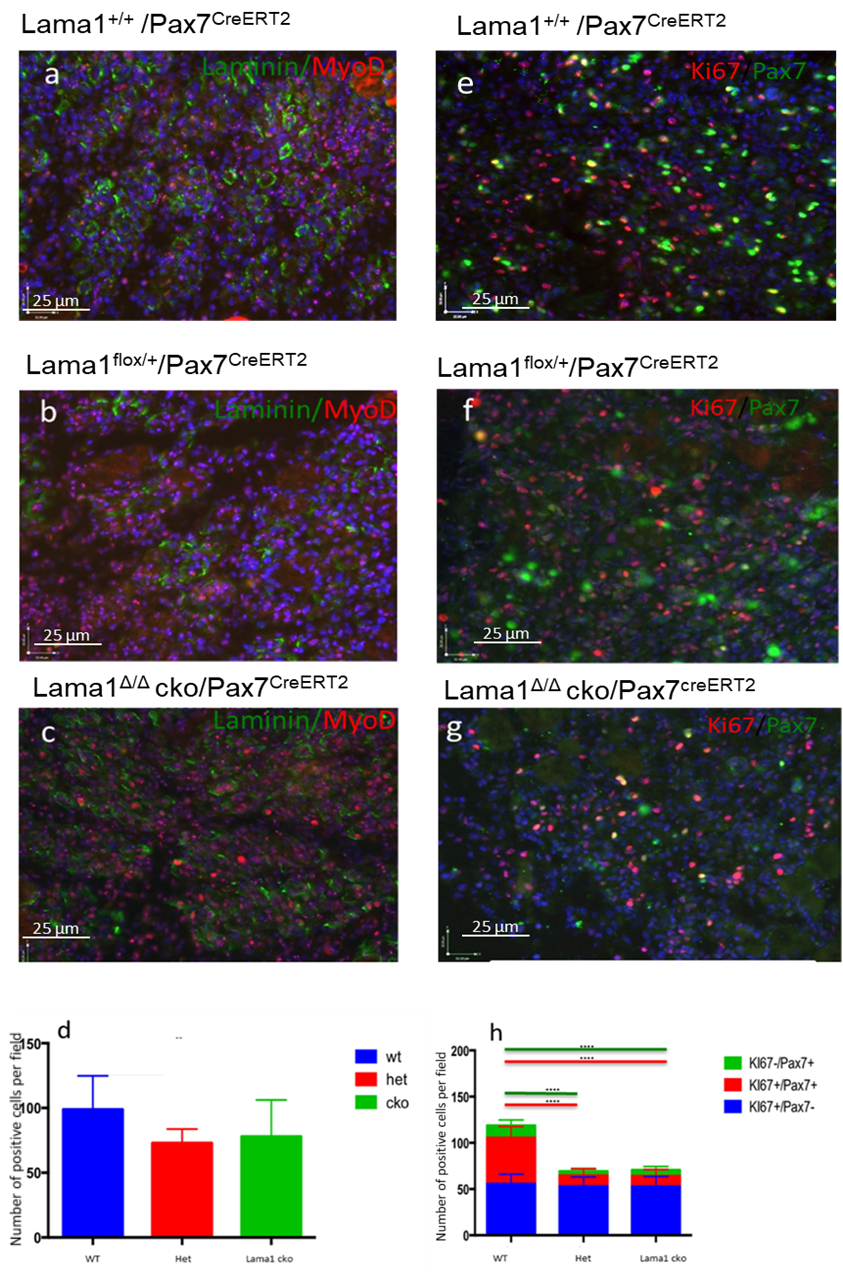 Lama1+/+ /Pax7CreERT2
Lama1+/+ /Pax7CreERT2
a
Laminin/MyoD
25 µm
e
Ki67/Pax7
25 µm
Lama1flox/+/Pax7CreERT2
Lama1flox/+/Pax7CreERT2
b
Laminin/MyoD
25 µm
f
Ki67/Pax7
25 µm
Lama1Δ/Δ cko/Pax7CreERT2
Lama1Δ/Δ cko/Pax7creERT2
c
Laminin/MyoD
25 µm
g
Ki67/Pax7
25 µm
d
Number of positive cells per field
150
100
50
0
WT
Het
Lama1 cko
wt
het
cko
h
Number of positive cells per field
200
150
100
50
0
****
****
****
****
WT
Het
Lama1 cko
KI67-/Pax7+
KI67+/Pax7+
KI67+/Pax7-